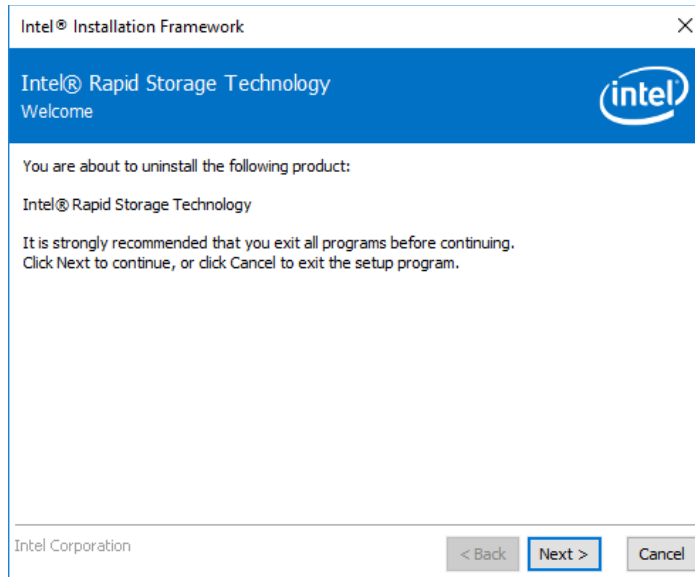 Intel® Installation Framework
Intel® Rapid Storage Technology
Welcome
intel
You are about to uninstall the following product:
Intel® Rapid Storage Technology
It is strongly recommended that you exit all programs before continuing.
Click Next to continue, or click Cancel to exit the setup program.
Intel Corporation
< Back Next > Cancel